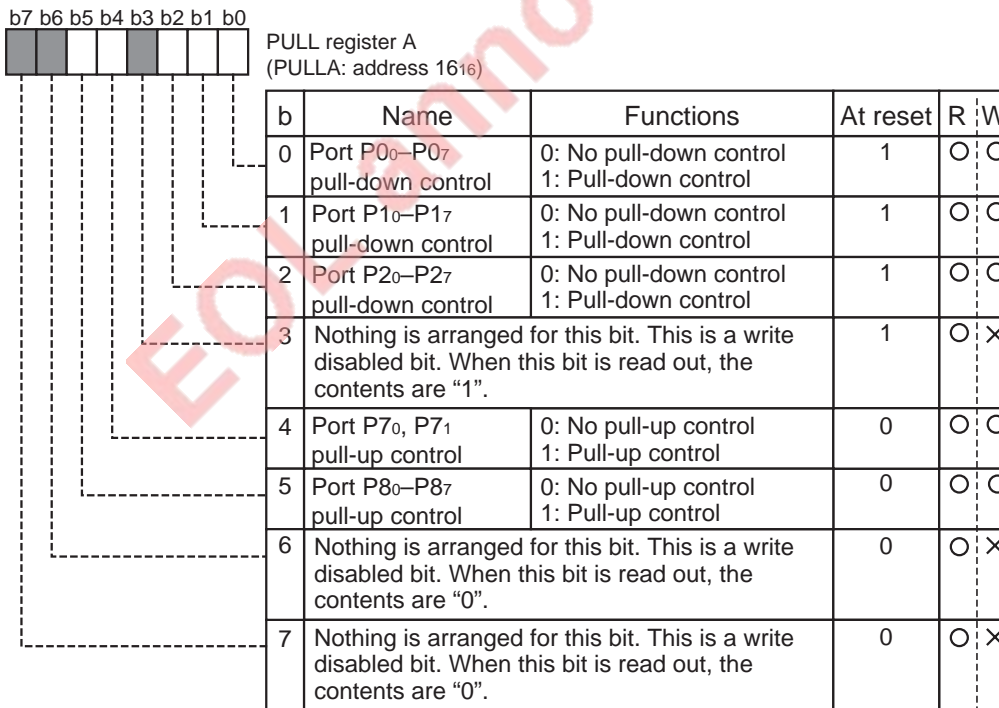 b7 b6 b5 b4 b3 b2 b1 b0
PULL register A
(PULLA: address 1616)
b Name Functions At reset R W
0 Port P00–P07 0: No pull-down control 1 O O
pull-down control 1: Pull-down control
1 Port P10–P17 0: No pull-down control 1 O O
pull-down control 1: Pull-down control
2 Port P20–P27 0: No pull-down control 1 O O
pull-down control 1: Pull-down control
3 Nothing is arranged for this bit. This is a write 1 O ×
disabled bit. When this bit is read out, the
contents are “1”.
4 Port P70, P71 0: No pull-up control 0 O O
pull-up control 1: Pull-up control
5 Port P80–P87 0: No pull-up control 0 O O
pull-up control 1: Pull-up control
6 Nothing is arranged for this bit. This is a write 0 O ×
disabled bit. When this bit is read out, the
contents are “0”.
7 Nothing is arranged for this bit. This is a write 0 O ×
disabled bit. When this bit is read out, the
contents are “0”.
EOL anno